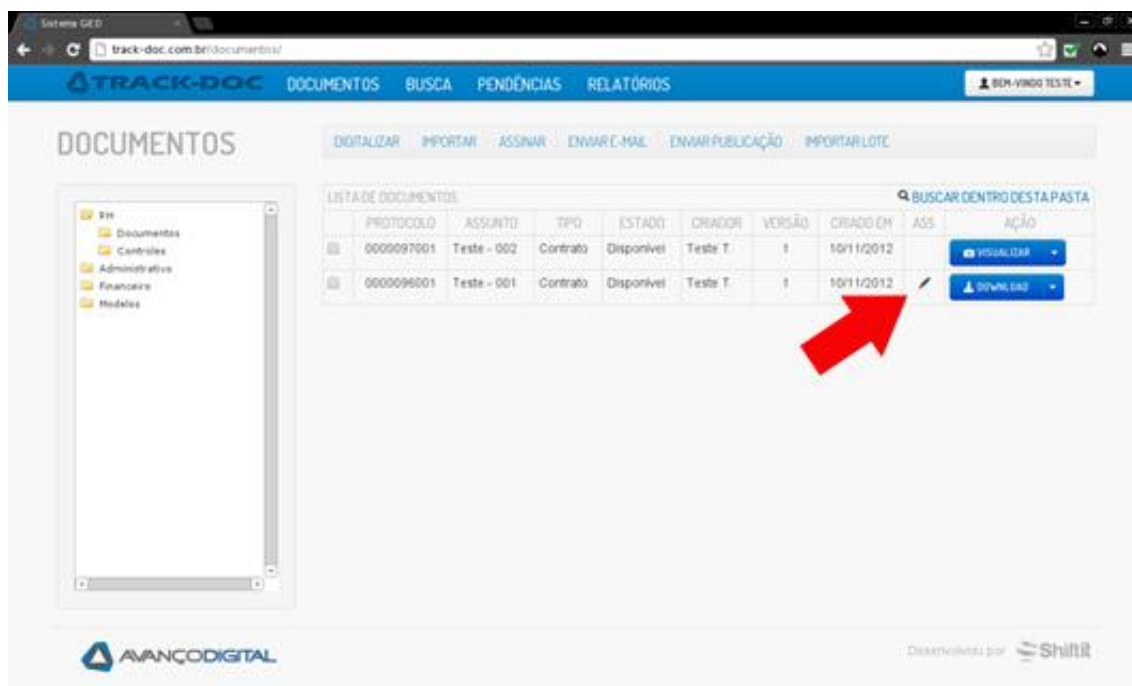 Sistema GED
track-doc.com.br/documentos/
TRACK-DOC DOCUMENTOS BUSCA PENDÊNCIAS RELATÓRIOS BEM-VINDO TESTE
DOCUMENTOS
DIGITALIZAR IMPORTAR ASSINAR ENVIAR E-MAIL ENVIAR PUBLICAÇÃO IMPORTAR LOTE
RH
Documentos
Controles
Administrativo
Financeiro
Modelos
LISTA DE DOCUMENTOS BUSCAR DENTRO DESTA PASTA
PROTOCOLO ASSUNTO TIPO ESTADO CRIADOR VERSÃO CRIADO EM ASS. AÇÃO
0000097001 Teste - 002 Contrato Disponível Teste T. 1 10/11/2012 VISUALIZAR
0000096001 Teste - 001 Contrato Disponível Teste T. 1 10/11/2012 DOWNLOAD
AVANÇODIGITAL
Desenvolvido por Shiftit